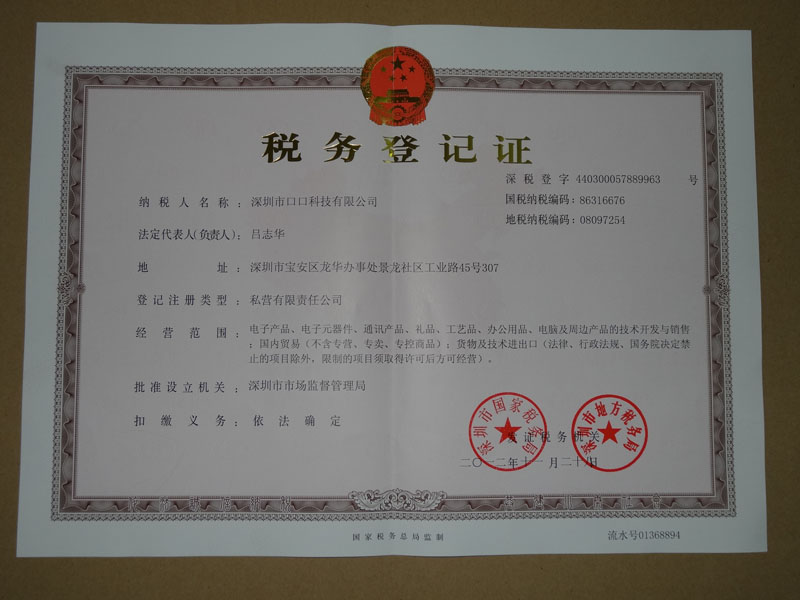 税务登记证
深税登字 440300057889963 号
国税纳税编码：86316676
地税纳税编码：08097254
纳税人名称：深圳市口口科技有限公司
法定代表人(负责人)：吕志华
地址：深圳市宝安区龙华办事处景龙社区工业路45号307
登记注册类型：私营有限责任公司
经营范围：电子产品、电子元器件、通讯产品、礼品、工艺品、办公用品、电脑及周边产品的技术开发与销售
；国内贸易（不含专营、专卖、专控商品）；货物及技术进出口（法律、行政法规、国务院决定禁
止的项目除外，限制的项目须取得许可后方可经营）。
批准设立机关：深圳市市场监督管理局
扣缴义务：依法确定
深圳市国家税务局
深圳市地方税务局
发证税务机关
二〇一二年十一月二十八日
国家税务总局监制
流水号01368894